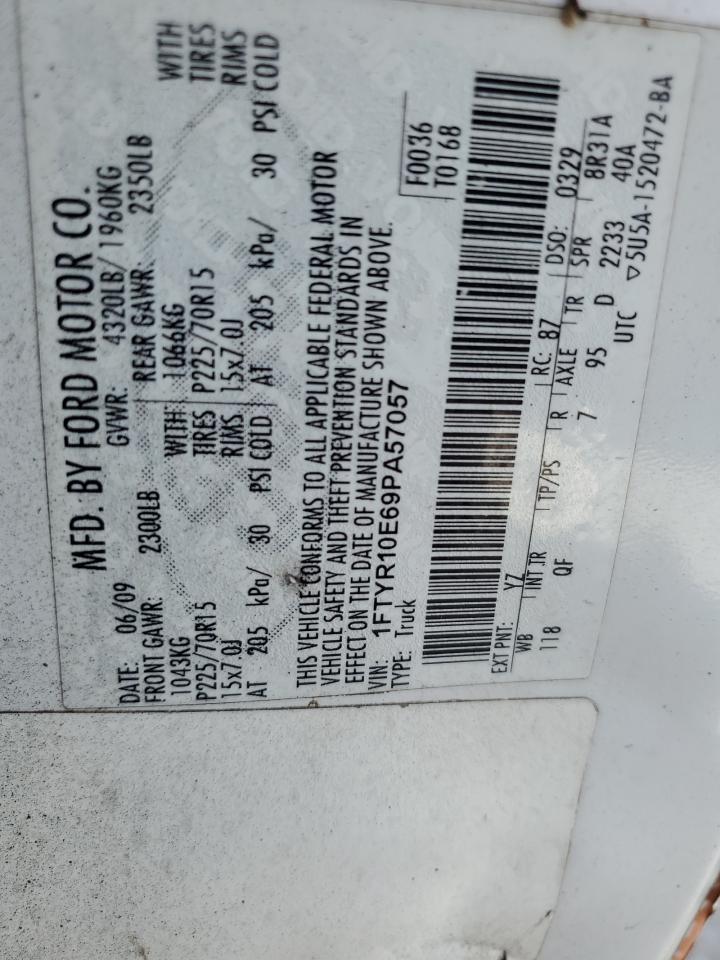 MFD. BY FORD MOTOR CO.
DATE: 06/09 GVWR: 4320LB/ 1960KG
FRONT GAWR: 2300LB REAR GAWR: 2350LB
1043KG WITH 1066KG WITH
P225/70R15 TIRES P225/70R15 TIRES
15x7.0J RIMS 15x7.0J RIMS
AT 205 kPa/ 30 PSI COLD AT 205 kPa/ 30 PSI COLD
THIS VEHICLE CONFORMS TO ALL APPLICABLE FEDERAL MOTOR
VEHICLE SAFETY AND THEFT PREVENTION STANDARDS IN
EFFECT ON THE DATE OF MANUFACTURE SHOWN ABOVE.
VIN: 1FTYR10E69PA57057
TYPE: Truck
F0036
T0168
EXT PNT: YZ RC: 87 DSO: 0329
WB INT TR TP/PS R AXLE TR SPR 8R31A
118 QF 7 95 D 2233 40A
UTC ▽5U5A-1520472-BA